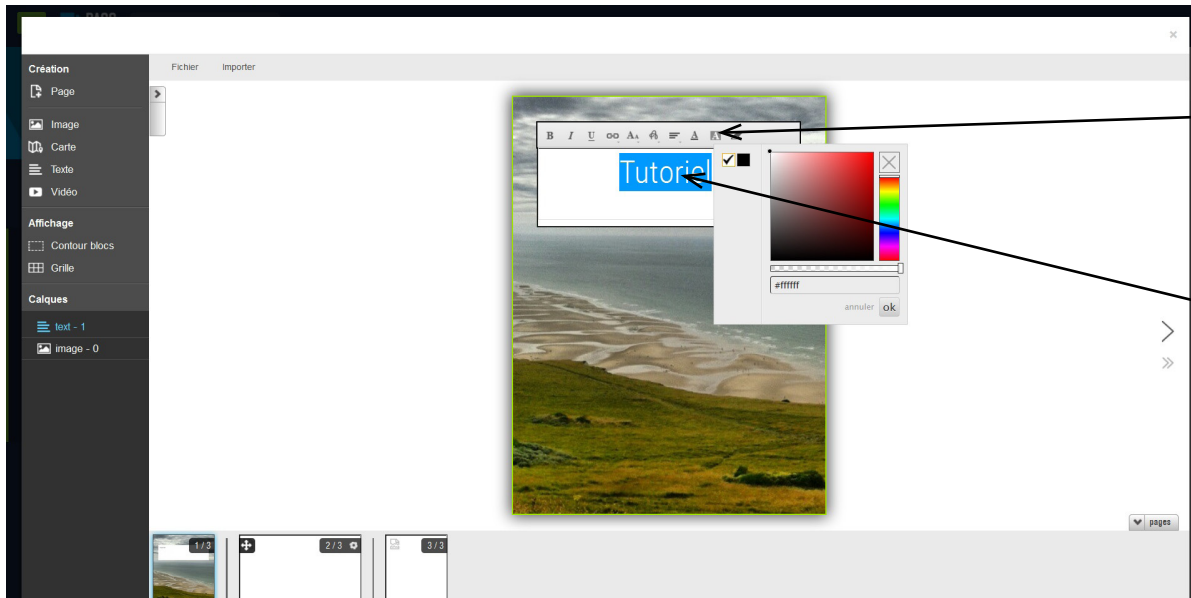 ×
Fichier Importer
Création
Page
Image
Carte
Texte
Vidéo
Affichage
Contour blocs
Grille
Calques
text - 1
image - 0
B I U A
Tutoriel
#ffffff
annuler ok
pages
1 / 3
2 / 3
3 / 3